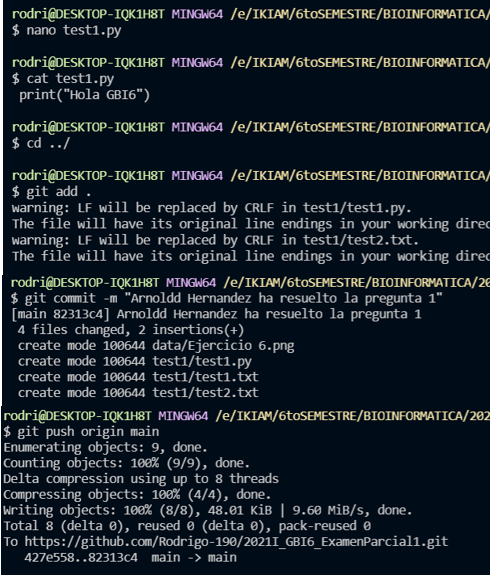 rodri@DESKTOP-IQK1H8T MINGW64 /e/IKIAM/6toSEMESTRE/BIOINFORMATICA/
$ nano test1.py
rodri@DESKTOP-IQK1H8T MINGW64 /e/IKIAM/6toSEMESTRE/BIOINFORMATICA/
$ cat test1.py
 print("Hola GBI6")
rodri@DESKTOP-IQK1H8T MINGW64 /e/IKIAM/6toSEMESTRE/BIOINFORMATICA/
$ cd ../
rodri@DESKTOP-IQK1H8T MINGW64 /e/IKIAM/6toSEMESTRE/BIOINFORMATICA/
$ git add .
warning: LF will be replaced by CRLF in test1/test1.py.
The file will have its original line endings in your working direc
warning: LF will be replaced by CRLF in test1/test2.txt.
The file will have its original line endings in your working direc
rodri@DESKTOP-IQK1H8T MINGW64 /e/IKIAM/6toSEMESTRE/BIOINFORMATICA/20
$ git commit -m "Arnoldd Hernandez ha resuelto la pregunta 1"
[main 82313c4] Arnoldd Hernandez ha resuelto la pregunta 1
 4 files changed, 2 insertions(+)
 create mode 100644 data/Ejercicio 6.png
 create mode 100644 test1/test1.py
 create mode 100644 test1/test1.txt
 create mode 100644 test1/test2.txt
rodri@DESKTOP-IQK1H8T MINGW64 /e/IKIAM/6toSEMESTRE/BIOINFORMATICA/202
$ git push origin main
Enumerating objects: 9, done.
Counting objects: 100% (9/9), done.
Delta compression using up to 8 threads
Compressing objects: 100% (4/4), done.
Writing objects: 100% (8/8), 48.01 KiB | 9.60 MiB/s, done.
Total 8 (delta 0), reused 0 (delta 0), pack-reused 0
To https://github.com/Rodrigo-190/2021I_GBI6_ExamenParcial1.git
   427e558..82313c4  main -> main